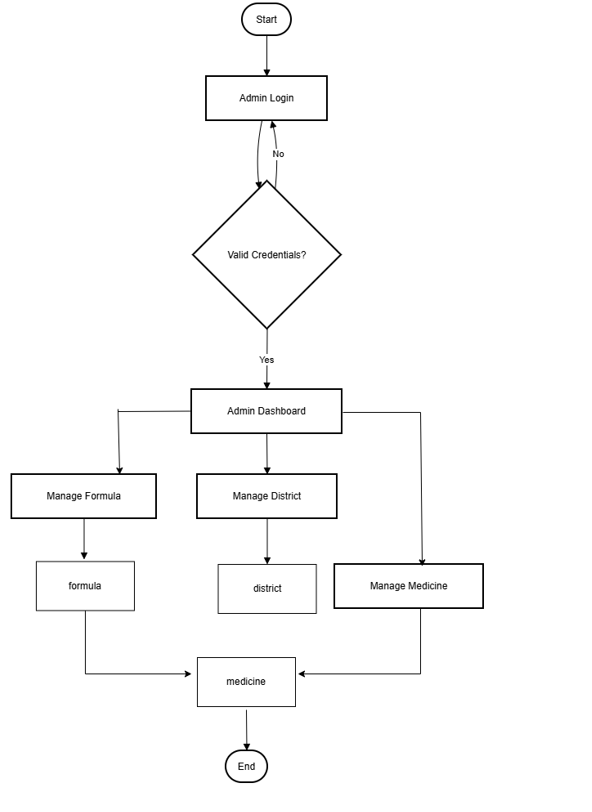 Start
Admin Login
No
Valid Credentials?
Yes
Admin Dashboard
Manage Formula
Manage District
formula
district
Manage Medicine
medicine
End